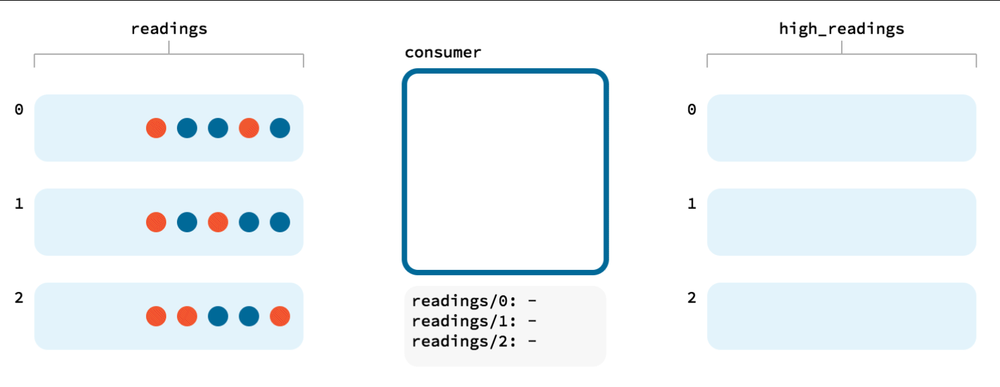 readings
0
1
2
consumer
readings/0: -
readings/1: -
readings/2: -
high_readings
0
1
2